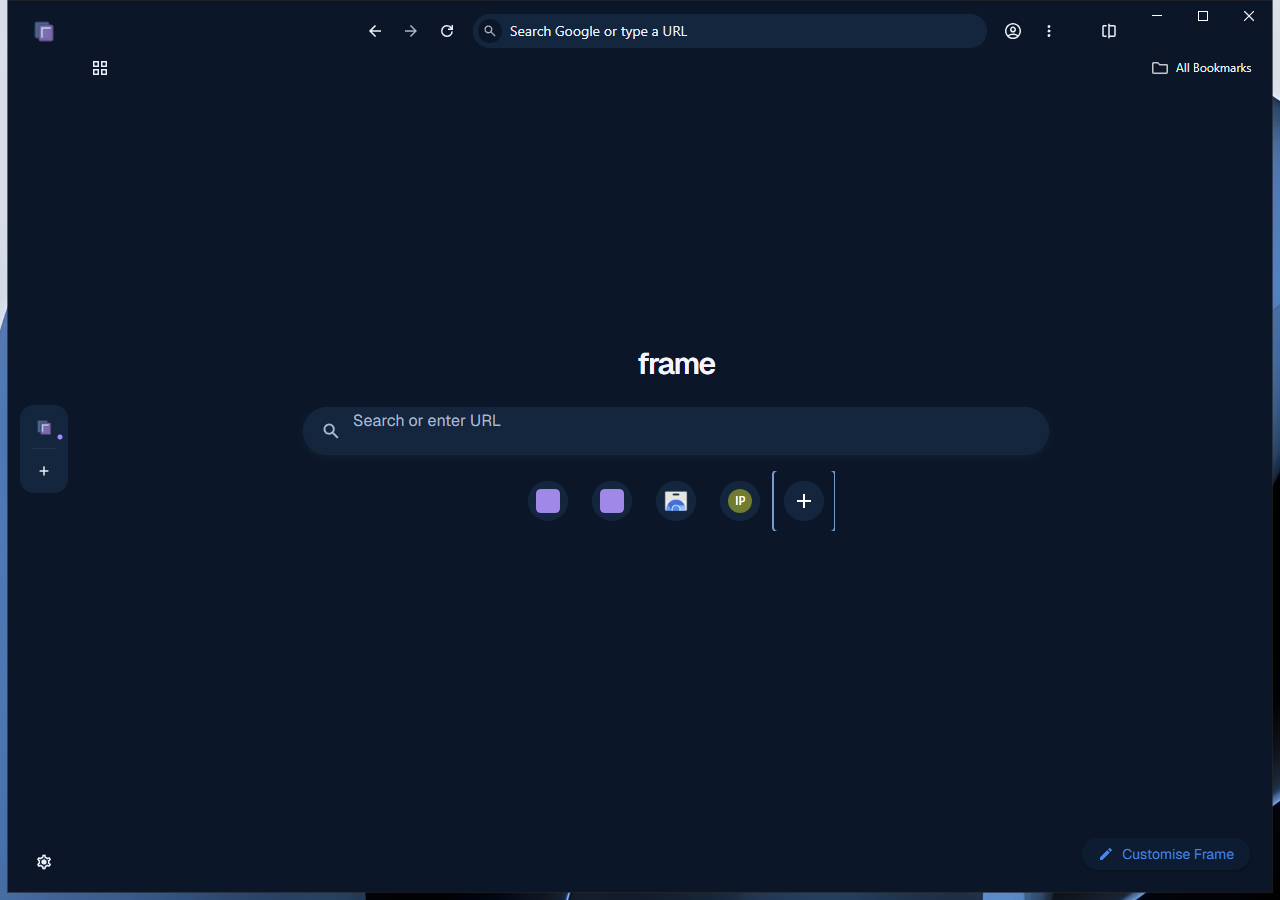 Search Google or type a URL
All Bookmarks
frame
Search or enter URL
IP
Customise Frame